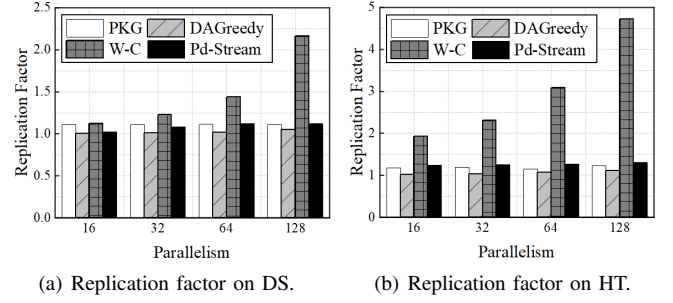 PKG DAGreedy
W-C Pd-Stream
2.5
2.0
1.5
1.0
0.5
0.0
Replication Factor
16 32 64 128
Parallelism
(a) Replication factor on DS.
PKG DAGreedy
W-C Pd-Stream
5
4
3
2
1
0
Replication Factor
16 32 64 128
Parallelism
(b) Replication factor on HT.